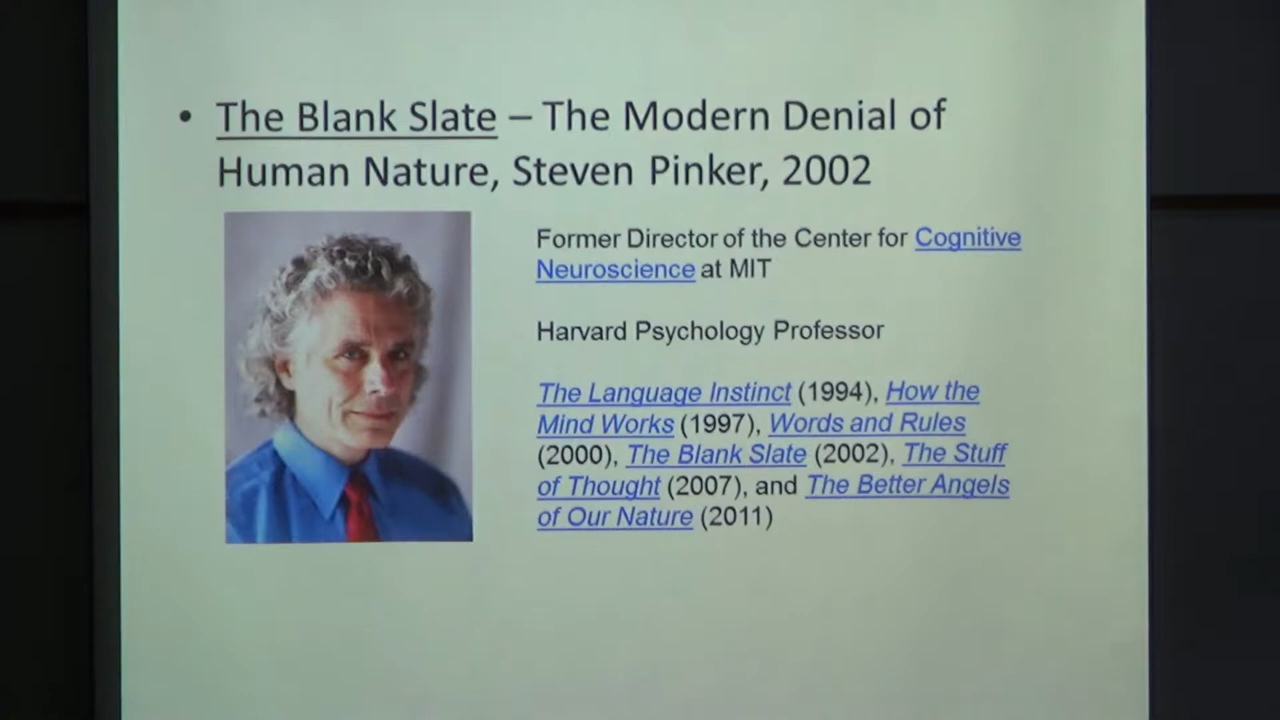 • The Blank Slate – The Modern Denial of
Human Nature, Steven Pinker, 2002
Former Director of the Center for Cognitive
Neuroscience at MIT
Harvard Psychology Professor
The Language Instinct (1994), How the
Mind Works (1997), Words and Rules
(2000), The Blank Slate (2002), The Stuff
of Thought (2007), and The Better Angels
of Our Nature (2011)